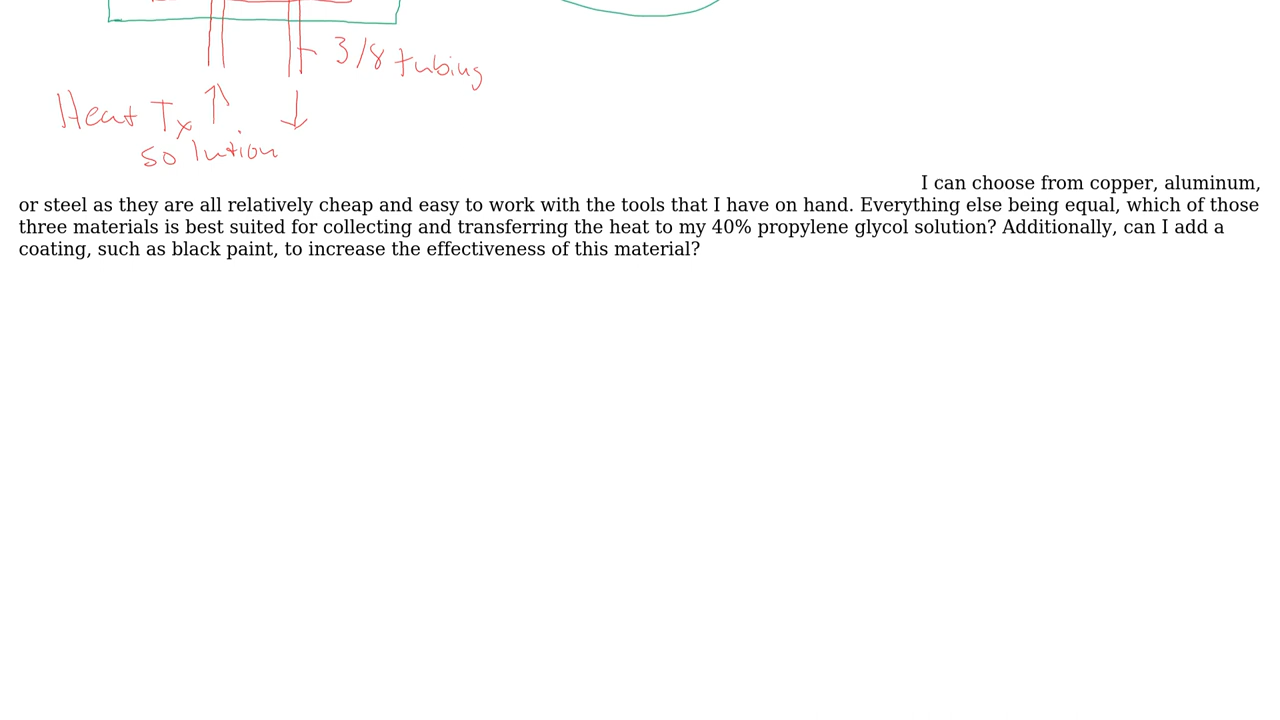 3/8 tubing
Heat Tx
solution
I can choose from copper, aluminum,
or steel as they are all relatively cheap and easy to work with the tools that I have on hand. Everything else being equal, which of those
three materials is best suited for collecting and transferring the heat to my 40% propylene glycol solution? Additionally, can I add a
coating, such as black paint, to increase the effectiveness of this material?